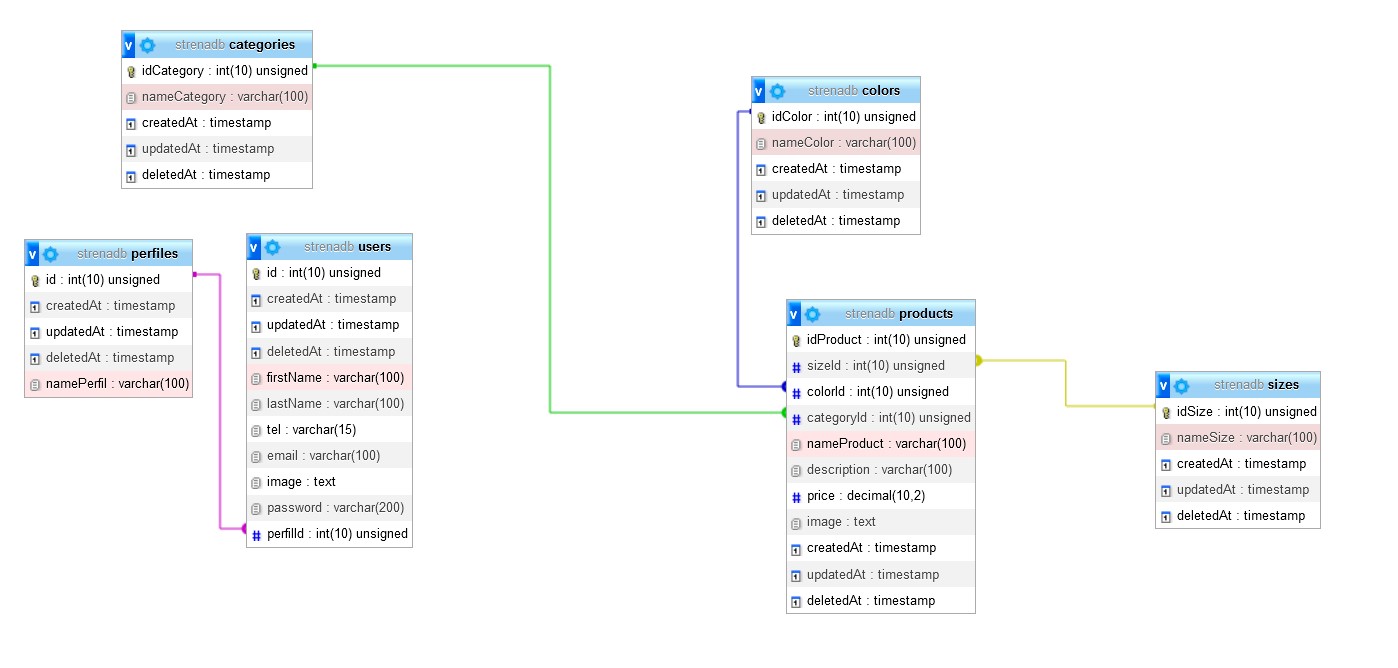 strenadb categories
idCategory : int(10) unsigned
nameCategory : varchar(100)
createdAt : timestamp
updatedAt : timestamp
deletedAt : timestamp
strenadb colors
idColor : int(10) unsigned
nameColor : varchar(100)
createdAt : timestamp
updatedAt : timestamp
deletedAt : timestamp
strenadb perfiles
id : int(10) unsigned
createdAt : timestamp
updatedAt : timestamp
deletedAt : timestamp
namePerfil : varchar(100)
strenadb users
id : int(10) unsigned
createdAt : timestamp
updatedAt : timestamp
deletedAt : timestamp
firstName : varchar(100)
lastName : varchar(100)
tel : varchar(15)
email : varchar(100)
image : text
password : varchar(200)
perfilId : int(10) unsigned
strenadb products
idProduct : int(10) unsigned
sizeId : int(10) unsigned
colorId : int(10) unsigned
categoryId : int(10) unsigned
nameProduct : varchar(100)
description : varchar(100)
price : decimal(10,2)
image : text
createdAt : timestamp
updatedAt : timestamp
deletedAt : timestamp
strenadb sizes
idSize : int(10) unsigned
nameSize : varchar(100)
createdAt : timestamp
updatedAt : timestamp
deletedAt : timestamp